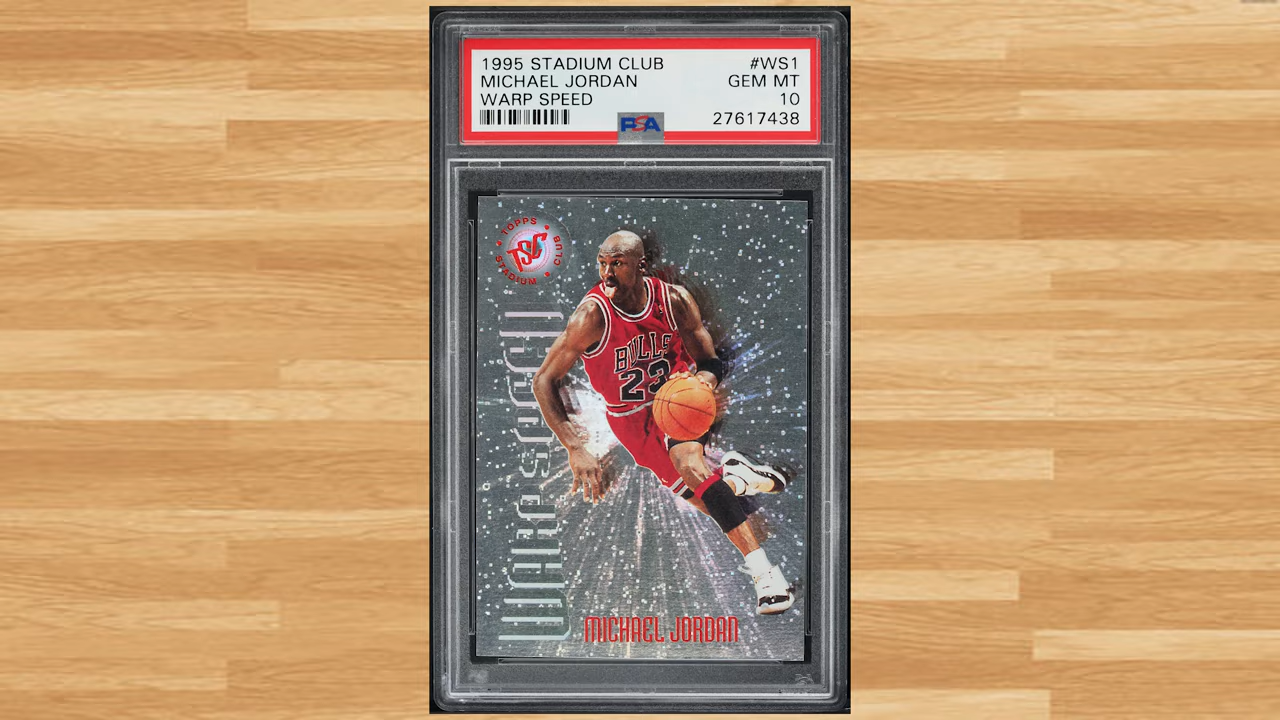 1995 STADIUM CLUB #WS1
MICHAEL JORDAN GEM MT
WARP SPEED 10
PSA 27617438
TOPPS
TSC
STADIUM CLUB
BULLS
23
Warp Speed
MICHAEL JORDAN